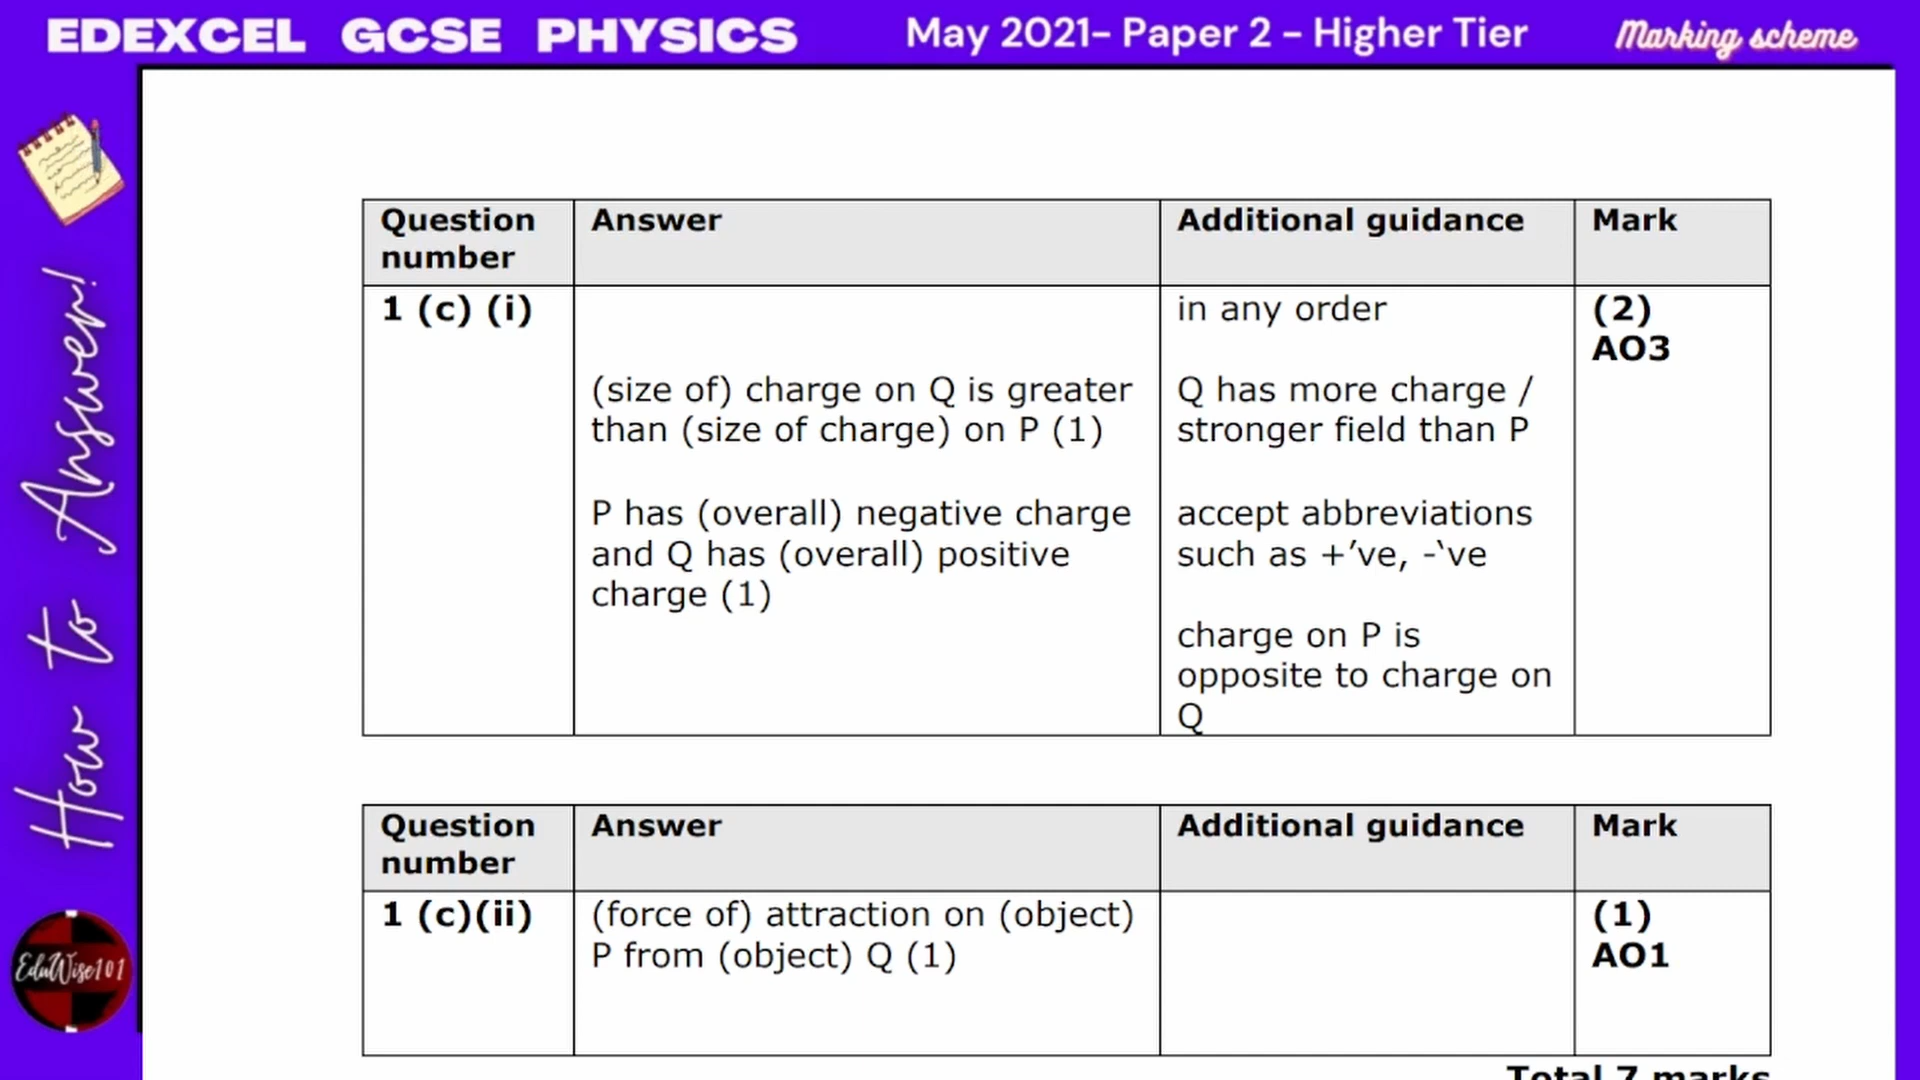 EDEXCEL GCSE PHYSICS
May 2021- Paper 2 - Higher Tier
Marking scheme
How to Answer!
EduWise101
Question number
Answer
Additional guidance
Mark
1 (c) (i)
(size of) charge on Q is greater
than (size of charge) on P (1)
P has (overall) negative charge
and Q has (overall) positive
charge (1)
in any order
Q has more charge /
stronger field than P
accept abbreviations
such as +’ve, -‘ve
charge on P is
opposite to charge on
Q
(2)
AO3
Question number
Answer
Additional guidance
Mark
1 (c)(ii)
(force of) attraction on (object)
P from (object) Q (1)
(1)
AO1
Total 7 marks